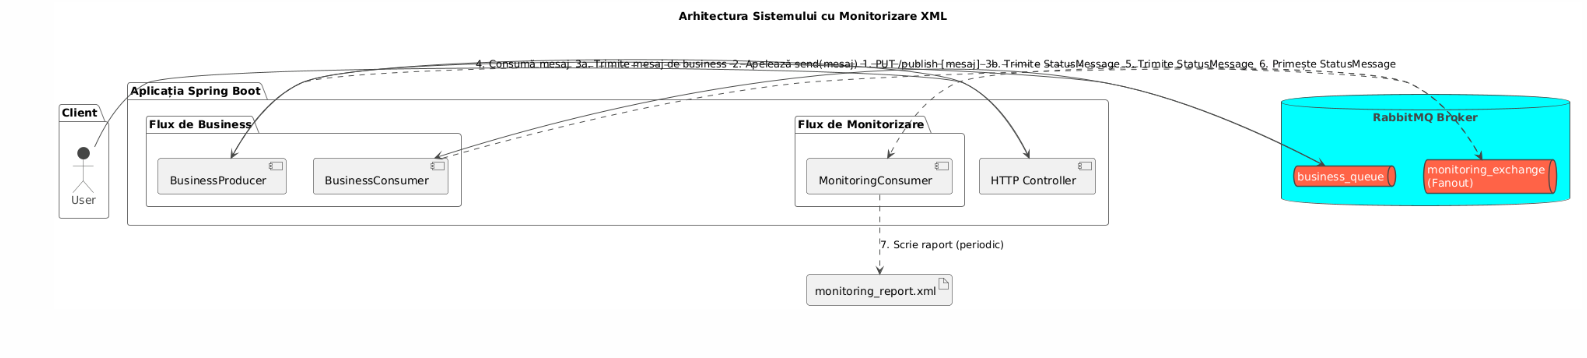 Arhitectura Sistemului cu Monitorizare XML
4. Consumă mesaj 3a. Trimite mesaj de business 2. Apelează send(mesaj) 1. PUT /publish [mesaj] 3b. Trimite StatusMessage 5. Trimite StatusMessage 6. Primește StatusMessage
Aplicația Spring Boot
Client
User
Flux de Business
BusinessProducer
BusinessConsumer
Flux de Monitorizare
MonitoringConsumer
HTTP Controller
RabbitMQ Broker
business_queue
monitoring_exchange
(Fanout)
7. Scrie raport (periodic)
monitoring_report.xml